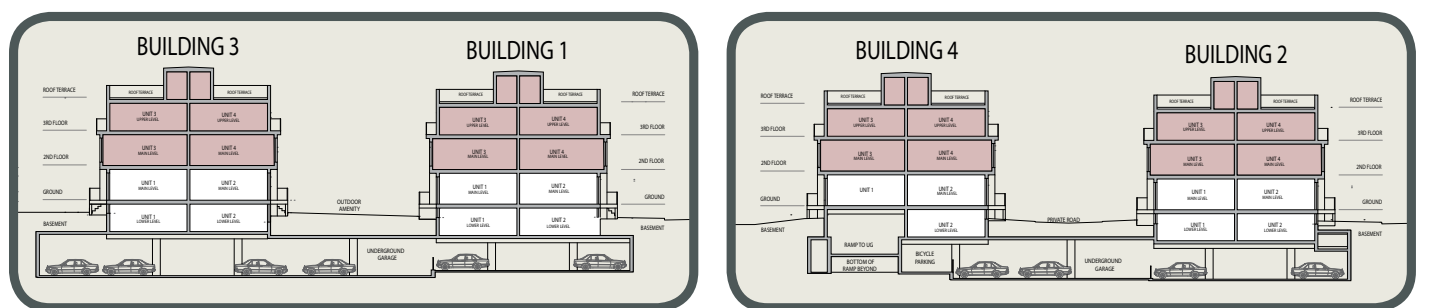 BUILDING 3
BUILDING 1
ROOF TERRACE
ROOF TERRACE
ROOF TERRACE
ROOF TERRACE
ROOF TERRACE
ROOF TERRACE
3RD FLOOR
UNIT 3
UPPER LEVEL
UNIT 4
UPPER LEVEL
UNIT 3
UPPER LEVEL
UNIT 4
UPPER LEVEL
3RD FLOOR
2ND FLOOR
UNIT 3
MAIN LEVEL
UNIT 4
MAIN LEVEL
UNIT 3
MAIN LEVEL
UNIT 4
MAIN LEVEL
2ND FLOOR
GROUND
UNIT 1
MAIN LEVEL
UNIT 2
MAIN LEVEL
OUTDOOR
AMENITY
UNIT 1
MAIN LEVEL
UNIT 2
MAIN LEVEL
GROUND
BASEMENT
UNIT 1
LOWER LEVEL
UNIT 2
LOWER LEVEL
UNIT 1
LOWER LEVEL
UNIT 2
LOWER LEVEL
BASEMENT
UNDERGROUND
GARAGE
BUILDING 4
BUILDING 2
ROOF TERRACE
ROOF TERRACE
ROOF TERRACE
ROOF TERRACE
ROOF TERRACE
ROOF TERRACE
3RD FLOOR
UNIT 3
UPPER LEVEL
UNIT 4
UPPER LEVEL
UNIT 3
UPPER LEVEL
UNIT 4
UPPER LEVEL
3RD FLOOR
2ND FLOOR
UNIT 3
MAIN LEVEL
UNIT 4
MAIN LEVEL
UNIT 3
MAIN LEVEL
UNIT 4
MAIN LEVEL
2ND FLOOR
GROUND
UNIT 1
UNIT 2
MAIN LEVEL
UNIT 1
MAIN LEVEL
UNIT 2
MAIN LEVEL
GROUND
BASEMENT
UNIT 2
LOWER LEVEL
PRIVATE ROAD
UNIT 1
LOWER LEVEL
UNIT 2
LOWER LEVEL
BASEMENT
RAMP TO UG
BOTTOM OF
RAMP BEYOND
BICYCLE
PARKING
UNDERGROUND
GARAGE